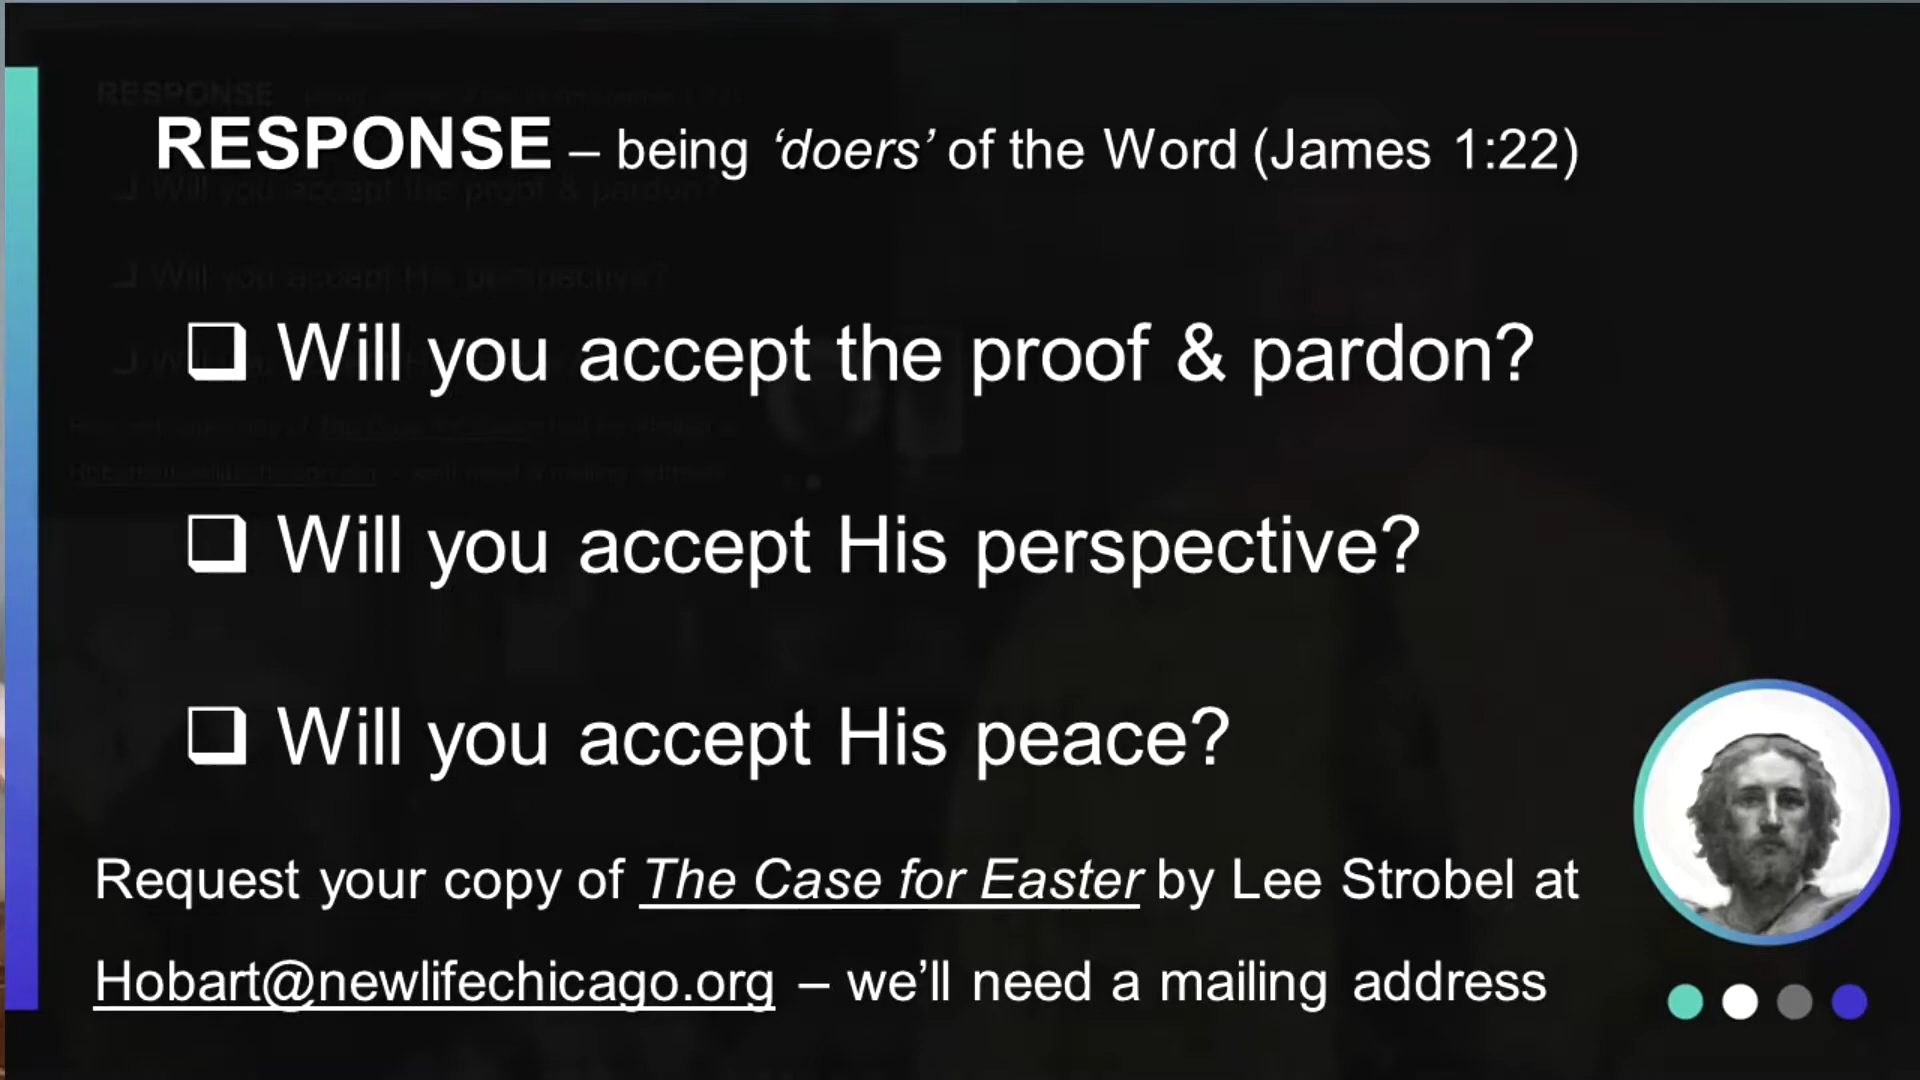 RESPONSE – being ‘doers’ of the Word (James 1:22)
❑ Will you accept the proof & pardon?
❑ Will you accept His perspective?
❑ Will you accept His peace?
Request your copy of The Case for Easter by Lee Strobel at
Hobart@newlifechicago.org – we’ll need a mailing address